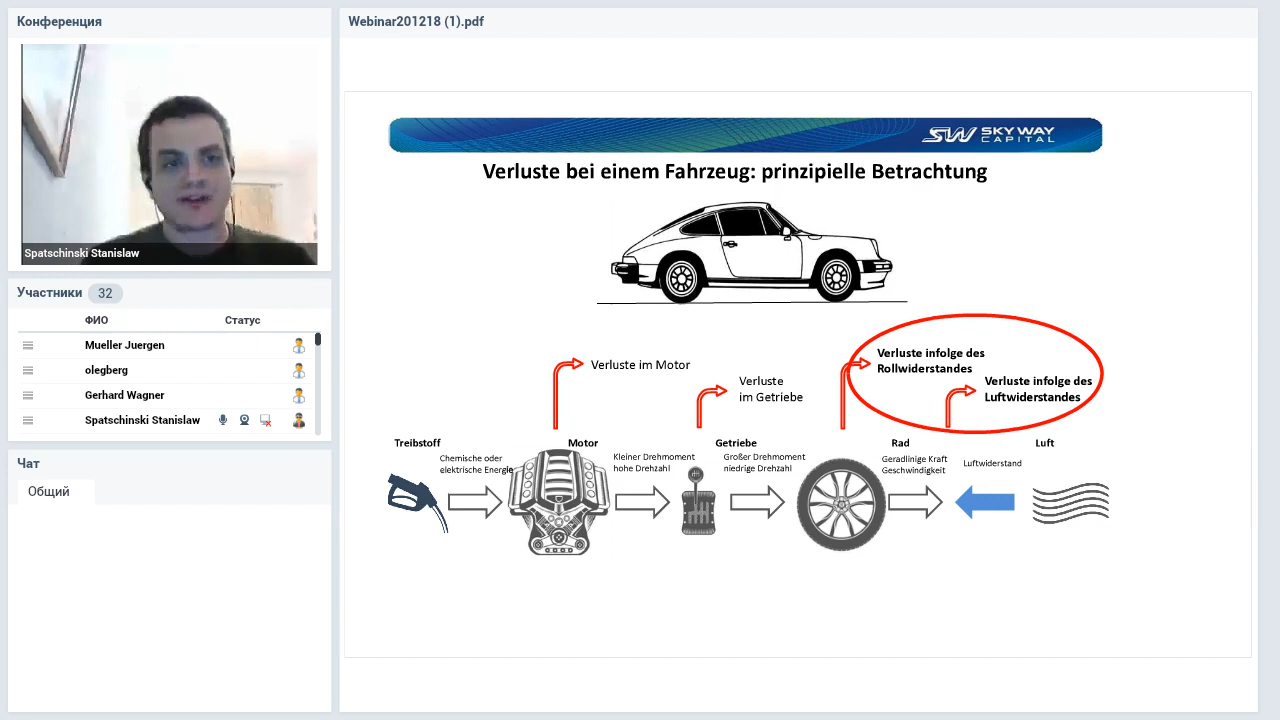 Конференция
Spatschinski Stanislaw
Участники 32
ФИО Статус
Mueller Juergen
olegberg
Gerhard Wagner
Spatschinski Stanislaw
Чат
Общий
Webinar201218 (1).pdf
SW SKY WAY
CAPITAL
Verluste bei einem Fahrzeug: prinzipielle Betrachtung
Verluste im Motor
Verluste
im Getriebe
Verluste infolge des
Rollwiderstandes
Verluste infolge des
Luftwiderstandes
Treibstoff
Chemische oder
elektrische Energie
Motor
Kleiner Drehmoment
hohe Drehzahl
Getriebe
Großer Drehmoment
niedrige Drehzahl
Rad
Geradlinige Kraft
Geschwindigkeit
Luft
Luftwiderstand